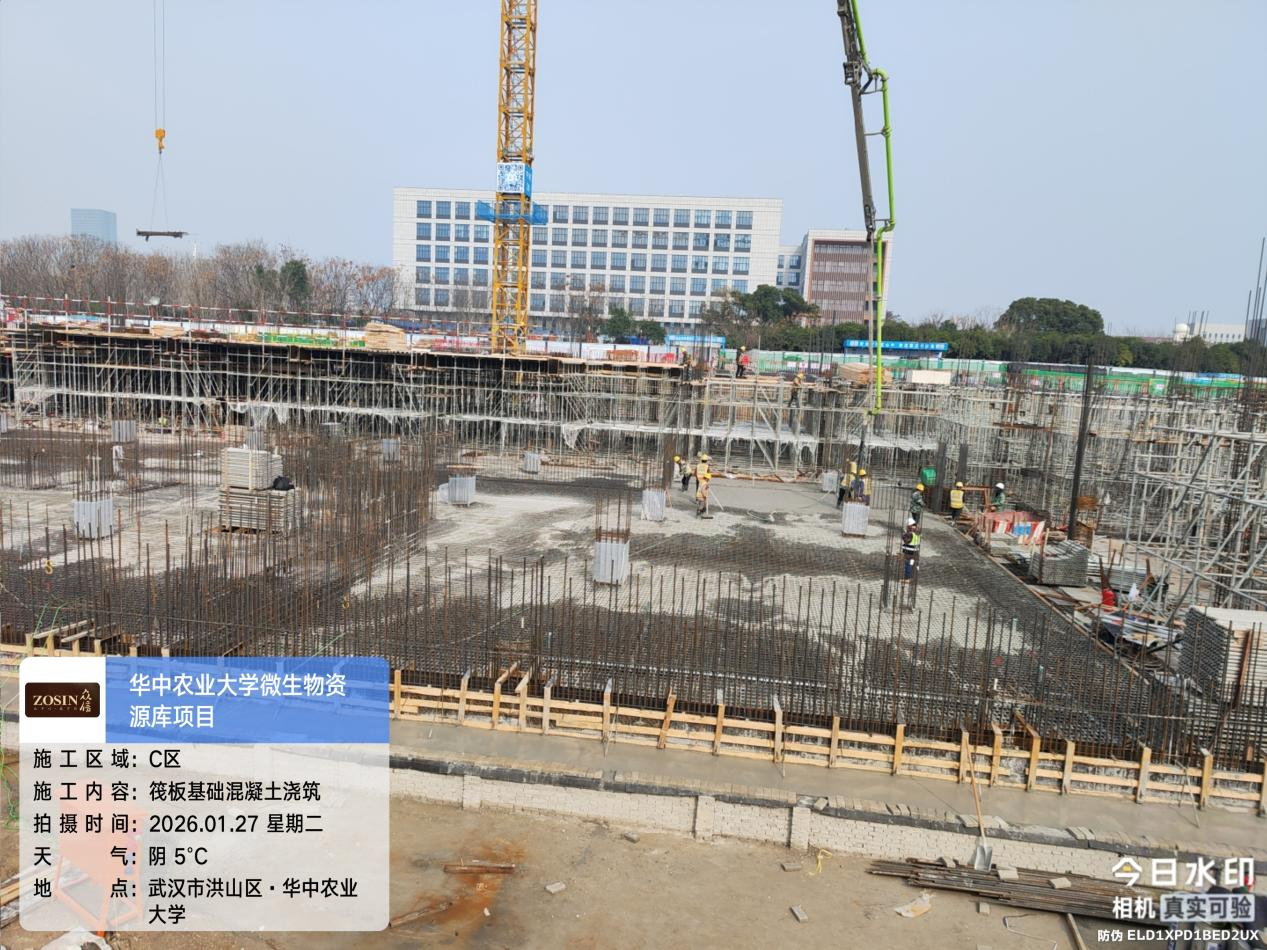 ZOSIN 众信
华中农业大学微生物资
源库项目
施工区域：C区
施工内容：筏板基础混凝土浇筑
拍摄时间：2026.01.27 星期二
天气：阴 5℃
地点：武汉市洪山区·华中农业
大学
今日水印
相机 真实可验
防伪 ELD1XPD1BED2UX